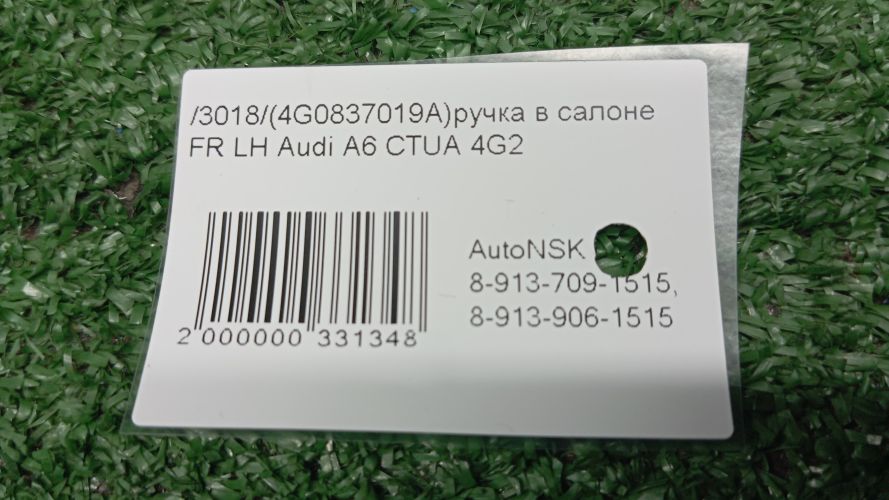 /3018/(4G0837019A)ручка в салоне
FR LH Audi A6 CTUA 4G2
AutoNSK
8-913-709-1515,
8-913-906-1515
2 000000 331348